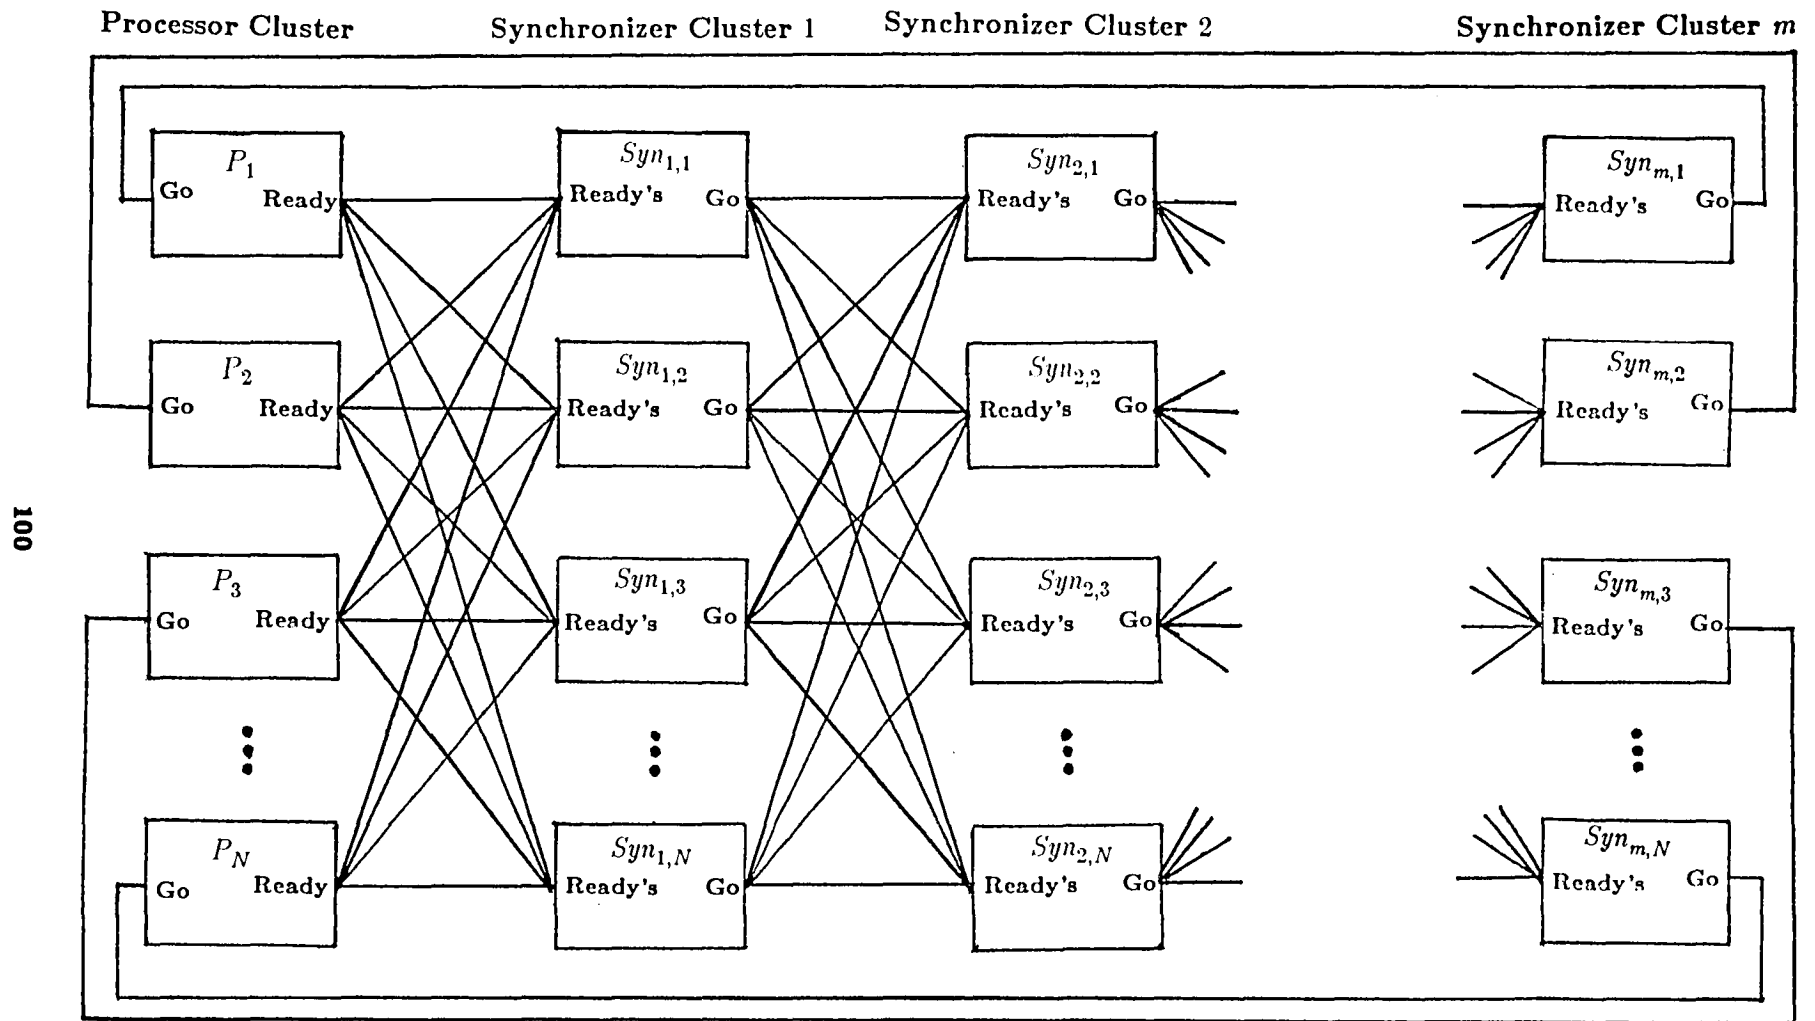 Processor Cluster
Synchronizer Cluster 1
Synchronizer Cluster 2
Synchronizer Cluster m
P1
Go
Ready
Syn1,1
Ready's
Go
Syn2,1
Ready's
Go
Synm,1
Ready's
Go
P2
Go
Ready
Syn1,2
Ready's
Go
Syn2,2
Ready's
Go
Synm,2
Ready's
Go
100
P3
Go
Ready
Syn1,3
Ready's
Go
Syn2,3
Ready's
Go
Synm,3
Ready's
Go
PN
Go
Ready
Syn1,N
Ready's
Go
Syn2,N
Ready's
Go
Synm,N
Ready's
Go